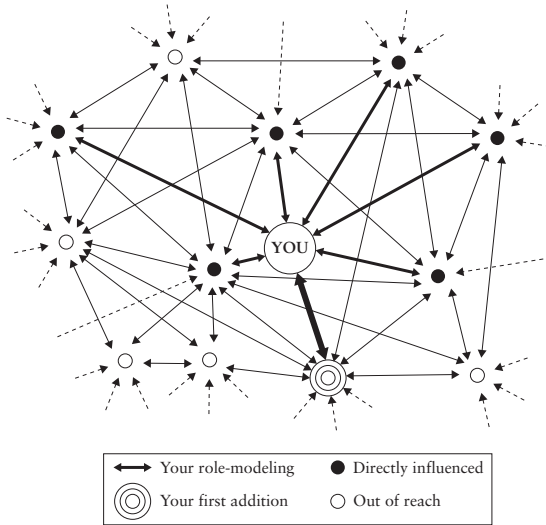 YOU
Your role-modeling
Directly influenced
Your first addition
Out of reach